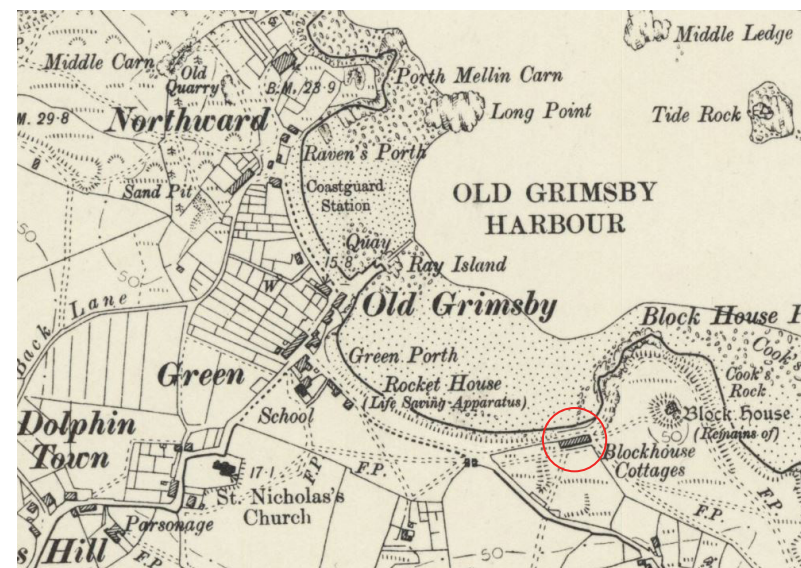 Middle Ledge
Middle Carn
Old
Quarry
B.M. 23·9
Porth Mellin Carn
Long Point
Tide Rock
M. 29·8
Northward
Raven's Porth
Sand Pit
Coastguard
Station
OLD GRIMSBY
HARBOUR
50
Quay
15·8
Ray Island
50
W
Back Lane
Old Grimsby
Block House
Cook's
Green Porth
Green
Rocket House
(Life Saving Apparatus)
Cook's
Rock
School
Block House
(Remains of)
50
Dolphin
Town
Blockhouse
Cottages
17·1
F.P.
F.P.
St. Nicholas's
Church
F.P.
F.P.
Parsonage
s Hill
F.P.
50